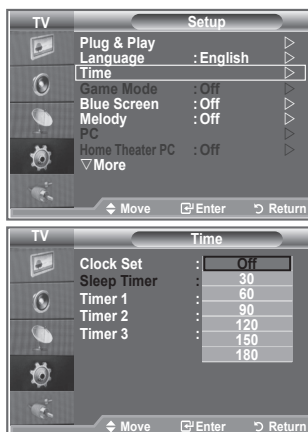 TV Setup
Plug & Play
Language : English
Time
Game Mode : Off
Blue Screen : Off
Melody : Off
PC
Home Theater PC : Off
▽More
Move Enter Return
TV Time
Clock Set : Off
Sleep Timer : 30
Timer 1 : 60
Timer 2 : 90
120
Timer 3 : 150
180
Move Enter Return